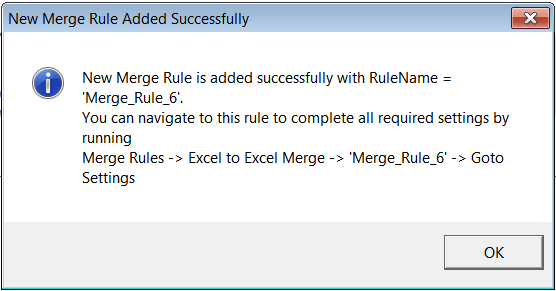 New Merge Rule Added Successfully
New Merge Rule is added successfully with RuleName =
'Merge_Rule_6'.
You can navigate to this rule to complete all required settings by
running
Merge Rules -> Excel to Excel Merge -> 'Merge_Rule_6' -> Goto
Settings
OK